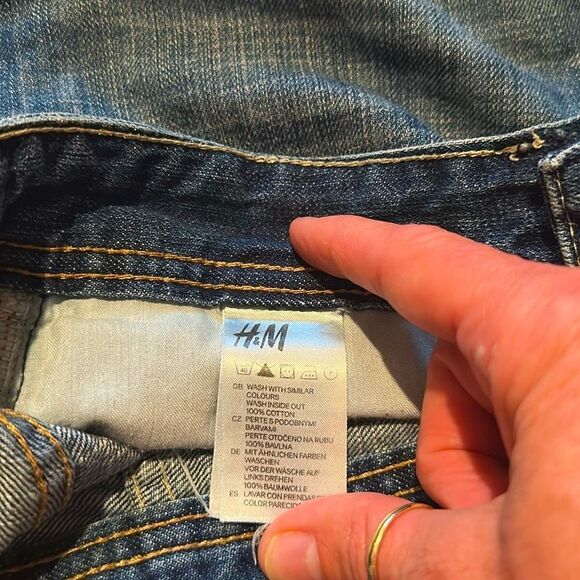 H&M
40
GB WASH WITH SIMILAR
COLOURS
WASH INSIDE OUT
100% COTTON
CZ PERTE S PODOBNYMI
BARVAMI
PERTE OTOČENO NA RUBU
100% BAVLNA
DE MIT ÄHNLICHEN FARBEN
WASCHEN
VOR DER WÄSCHE AUF
LINKS DREHEN
100% BAUMWOLLE
ES LAVAR CON PRENDAS
COLOR PARECIDO